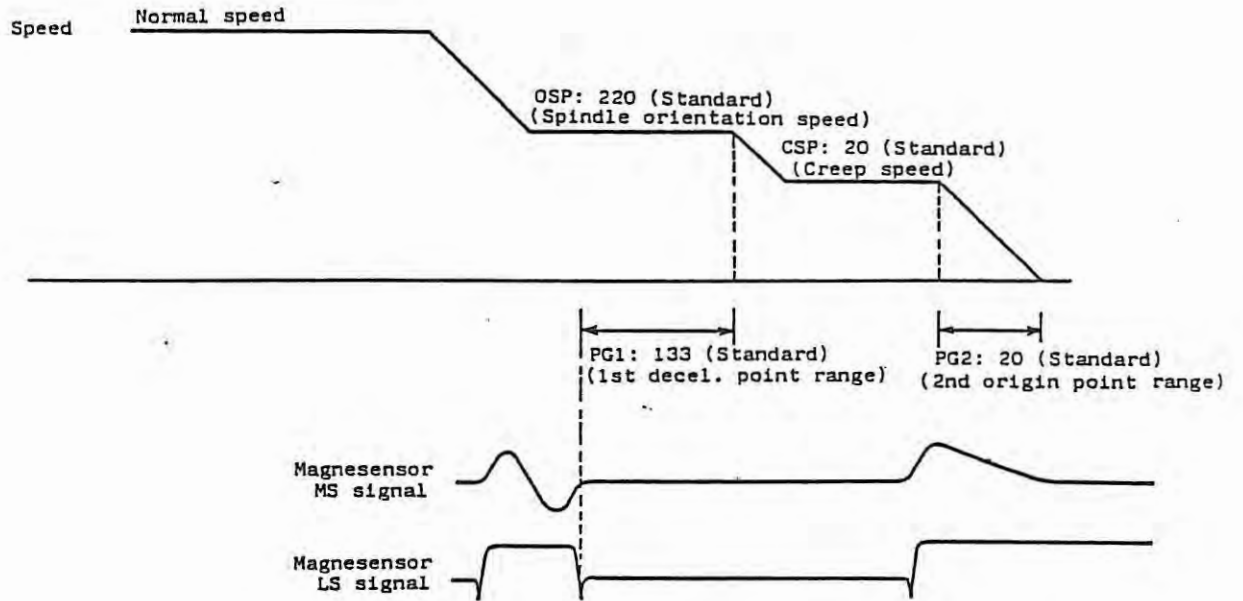 Speed
Normal speed
OSP: 220 (Standard)
(Spindle orientation speed)
CSP: 20 (Standard)
(Creep speed)
PG1: 133 (Standard)
(1st decel. point range)
PG2: 20 (Standard)
(2nd origin point range)
Magnesensor
MS signal
Magnesensor
LS signal